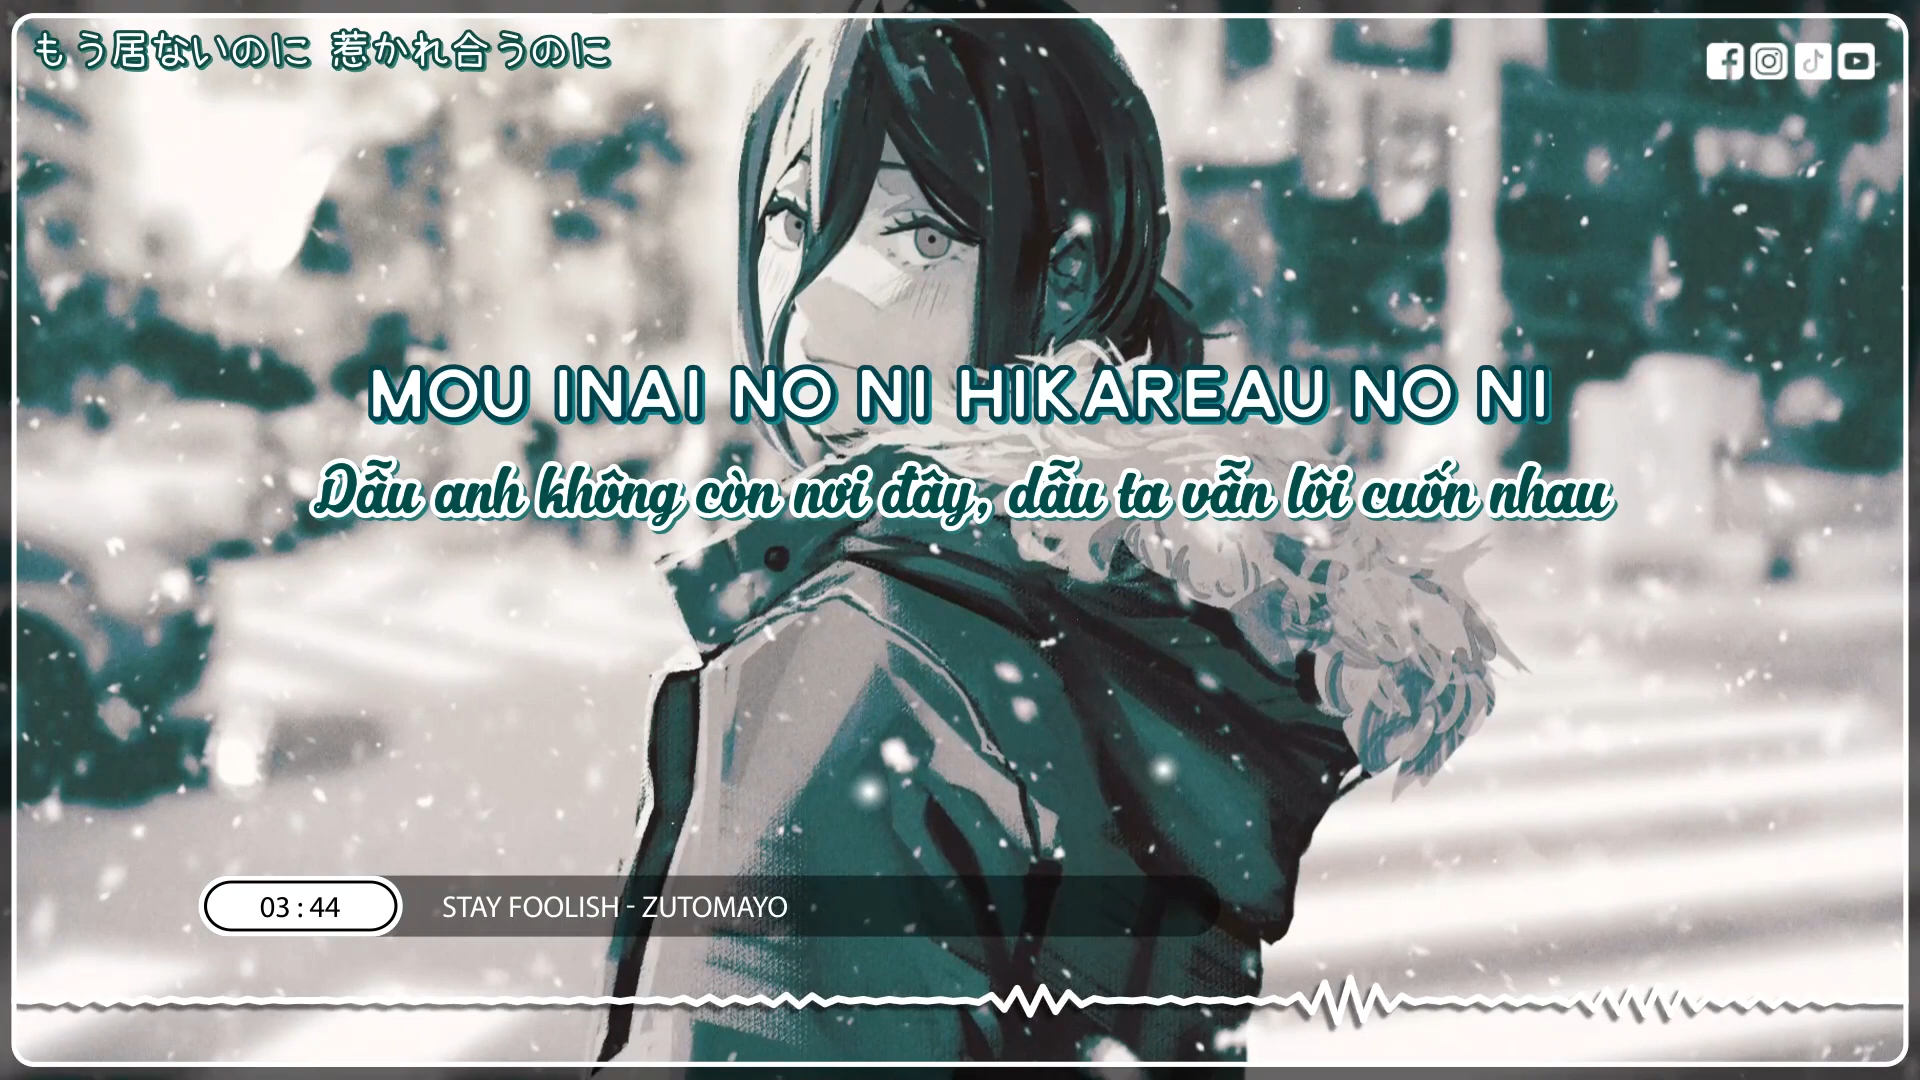 もう居ないのに 惹かれ合うのに
MOU INAI NO NI HIKAREAU NO NI
Dẫu anh không còn nơi đây, dẫu ta vẫn lôi cuốn nhau
03 : 44 STAY FOOLISH - ZUTOMAYO